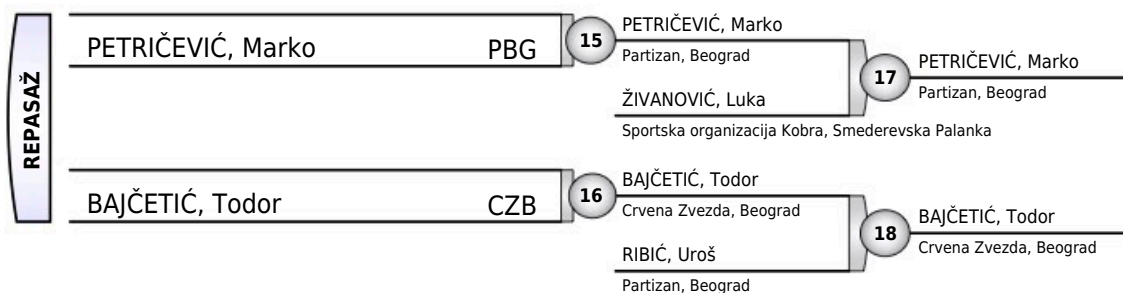 REPASAŽ
PETRIČEVIĆ, Marko PBG
15
PETRIČEVIĆ, Marko
Partizan, Beograd
ŽIVANOVIĆ, Luka
Sportska organizacija Kobra, Smederevska Palanka
17
PETRIČEVIĆ, Marko
Partizan, Beograd
BAJČETIĆ, Todor CZB
16
BAJČETIĆ, Todor
Crvena Zvezda, Beograd
RIBIĆ, Uroš
Partizan, Beograd
18
BAJČETIĆ, Todor
Crvena Zvezda, Beograd